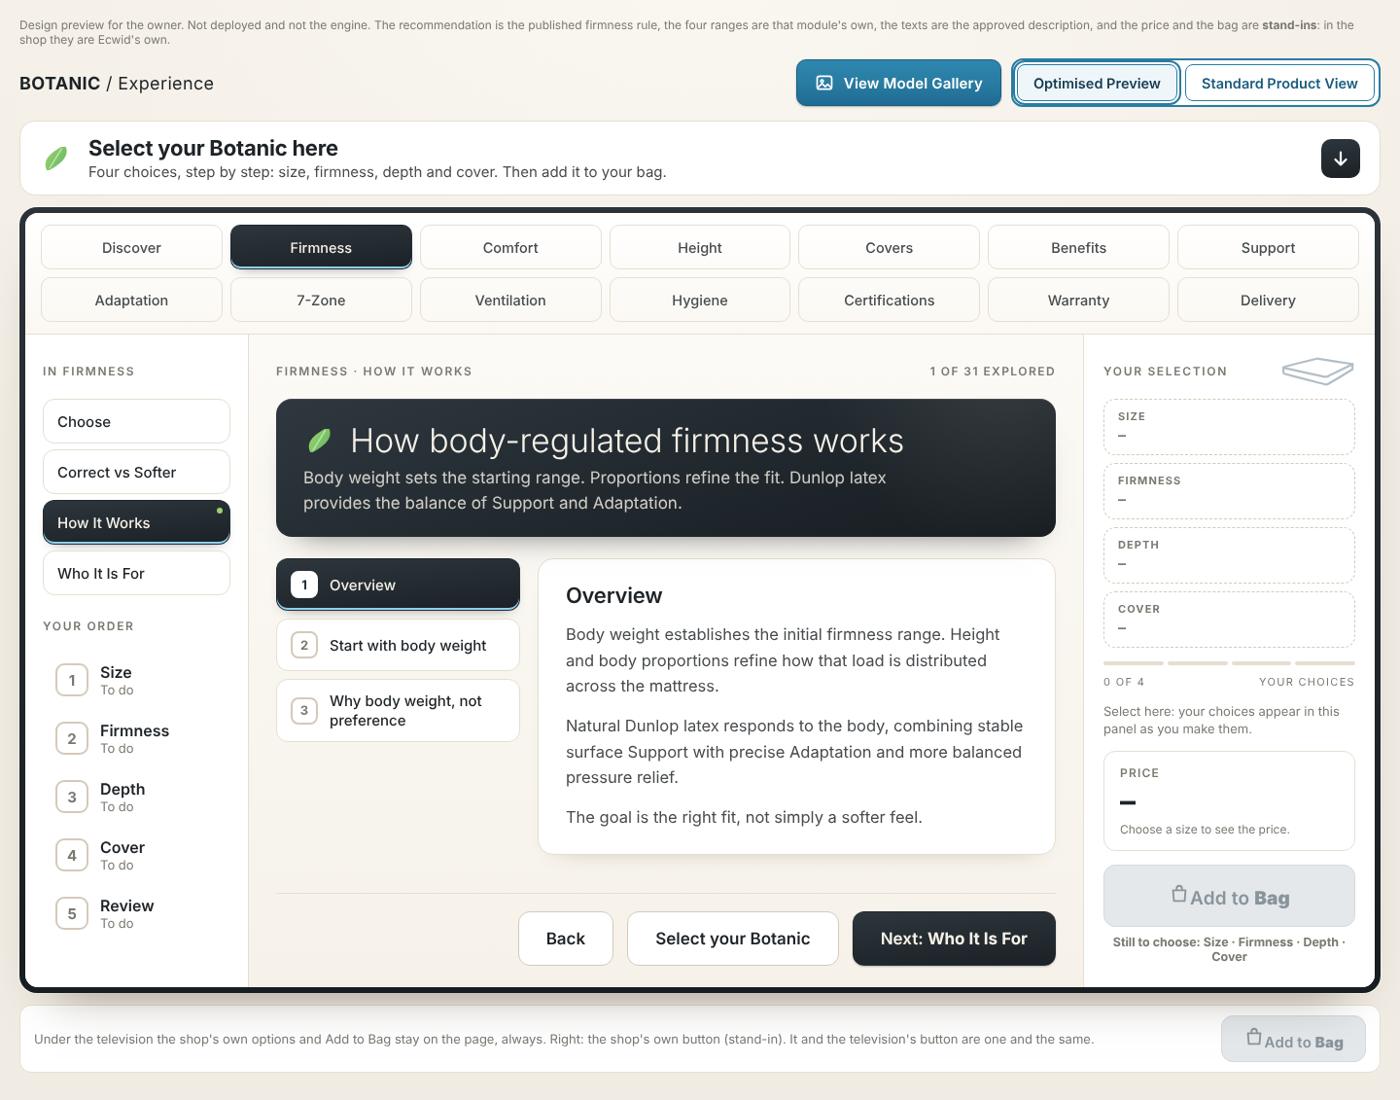 Design preview for the owner. Not deployed and not the engine. The recommendation is the published firmness rule, the four ranges are that module's own, the texts are the approved description, and the price and the bag are stand-ins: in the
shop they are Ecwid's own.
BOTANIC / Experience
View Model Gallery
Optimised Preview
Standard Product View
Select your Botanic here
Four choices, step by step: size, firmness, depth and cover. Then add it to your bag.
Discover
Firmness
Comfort
Height
Covers
Benefits
Support
Adaptation
7-Zone
Ventilation
Hygiene
Certifications
Warranty
Delivery
IN FIRMNESS
Choose
Correct vs Softer
How It Works
Who It Is For
YOUR ORDER
1
Size
To do
2
Firmness
To do
3
Depth
To do
4
Cover
To do
5
Review
To do
FIRMNESS · HOW IT WORKS
1 OF 31 EXPLORED
How body-regulated firmness works
Body weight sets the starting range. Proportions refine the fit. Dunlop latex
provides the balance of Support and Adaptation.
1 Overview
2 Start with body weight
3 Why body weight, not
preference
Overview
Body weight establishes the initial firmness range. Height
and body proportions refine how that load is distributed
across the mattress.
Natural Dunlop latex responds to the body, combining stable
surface Support with precise Adaptation and more balanced
pressure relief.
The goal is the right fit, not simply a softer feel.
Back
Select your Botanic
Next: Who It Is For
YOUR SELECTION
SIZE
–
FIRMNESS
–
DEPTH
–
COVER
–
0 OF 4
YOUR CHOICES
Select here: your choices appear in this
panel as you make them.
PRICE
–
Choose a size to see the price.
Add to Bag
Still to choose: Size · Firmness · Depth ·
Cover
Under the television the shop's own options and Add to Bag stay on the page, always. Right: the shop's own button (stand-in). It and the television's button are one and the same.
Add to Bag